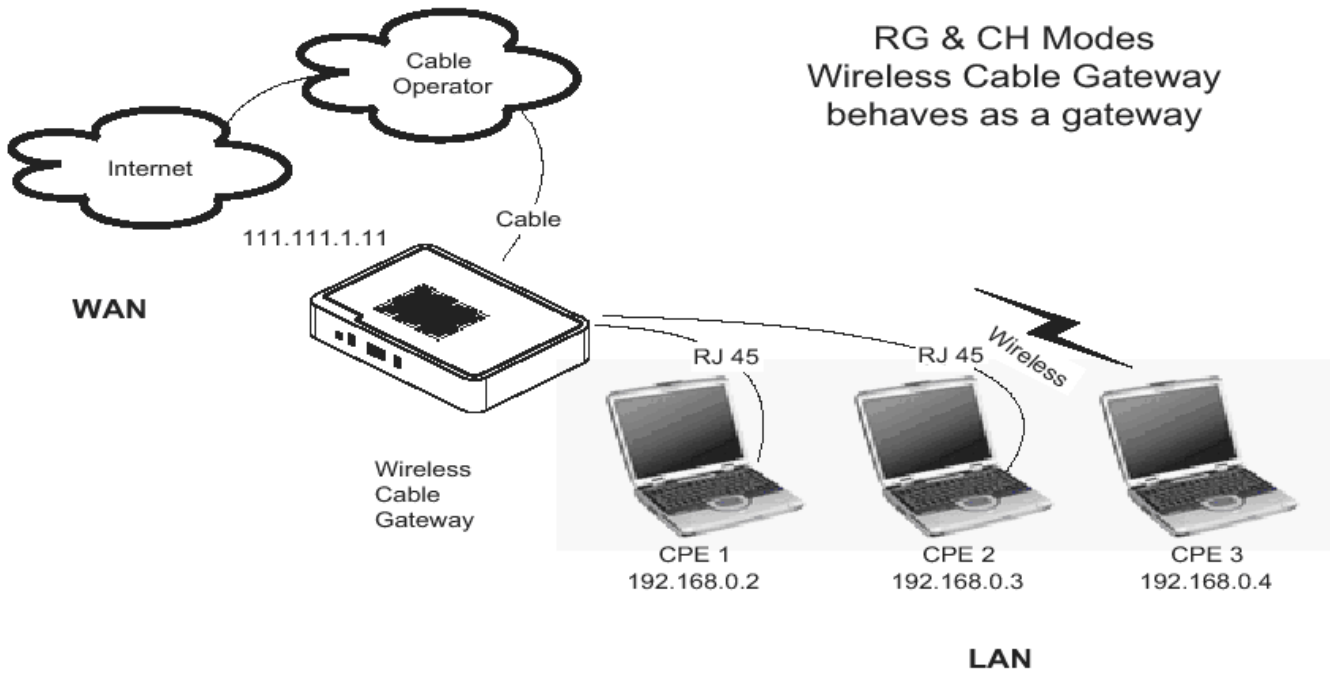 RG & CH Modes
Wireless Cable Gateway
behaves as a gateway
Cable
Operator
Internet
Cable
111.111.1.11
WAN
RJ 45
RJ 45
Wireless
Wireless
Cable
Gateway
CPE 1
192.168.0.2
CPE 2
192.168.0.3
CPE 3
192.168.0.4
LAN